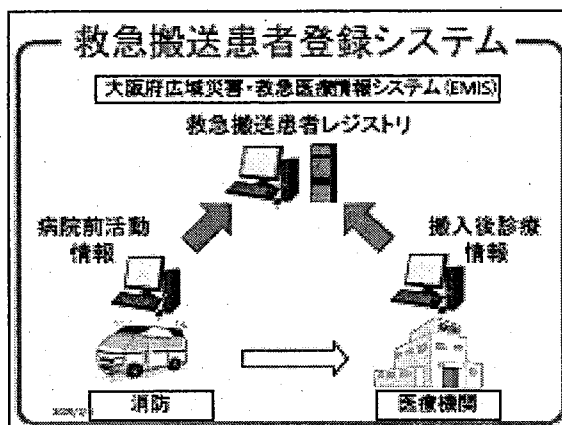 救急搬送患者登録システム
大阪府広域災害・救急医療情報システム(EMIS)
救急搬送患者レジストリ
病院前活動
情報
搬入後診療
情報
消防
医療機関